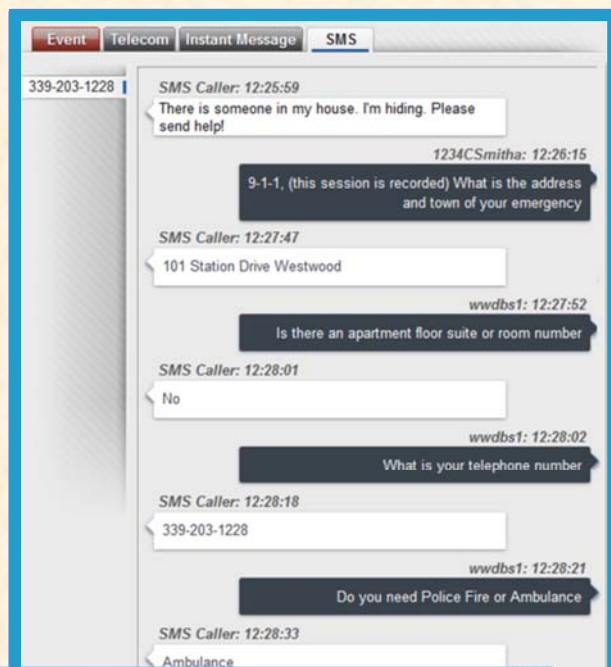 Event Telecom Instant Message SMS
339-203-1228
SMS Caller: 12:25:59
There is someone in my house. I'm hiding. Please
send help!
1234CSmitha: 12:26:15
9-1-1, (this session is recorded) What is the address
and town of your emergency
SMS Caller: 12:27:47
101 Station Drive Westwood
wwdbs1: 12:27:52
Is there an apartment floor suite or room number
SMS Caller: 12:28:01
No
wwdbs1: 12:28:02
What is your telephone number
SMS Caller: 12:28:18
339-203-1228
wwdbs1: 12:28:21
Do you need Police Fire or Ambulance
SMS Caller: 12:28:33
Ambulance